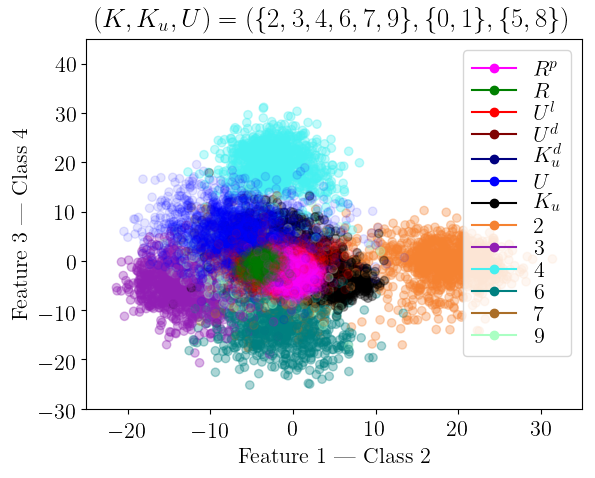 (K, K_u, U) = ({2, 3, 4, 6, 7, 9}, {0, 1}, {5, 8})
40
30
20
10
0
−10
−20
−30
Feature 3 — Class 4
R^p
R
U^l
U^d
K_u^d
U
K_u
2
3
4
6
7
9
−20 −10 0 10 20 30
Feature 1 — Class 2